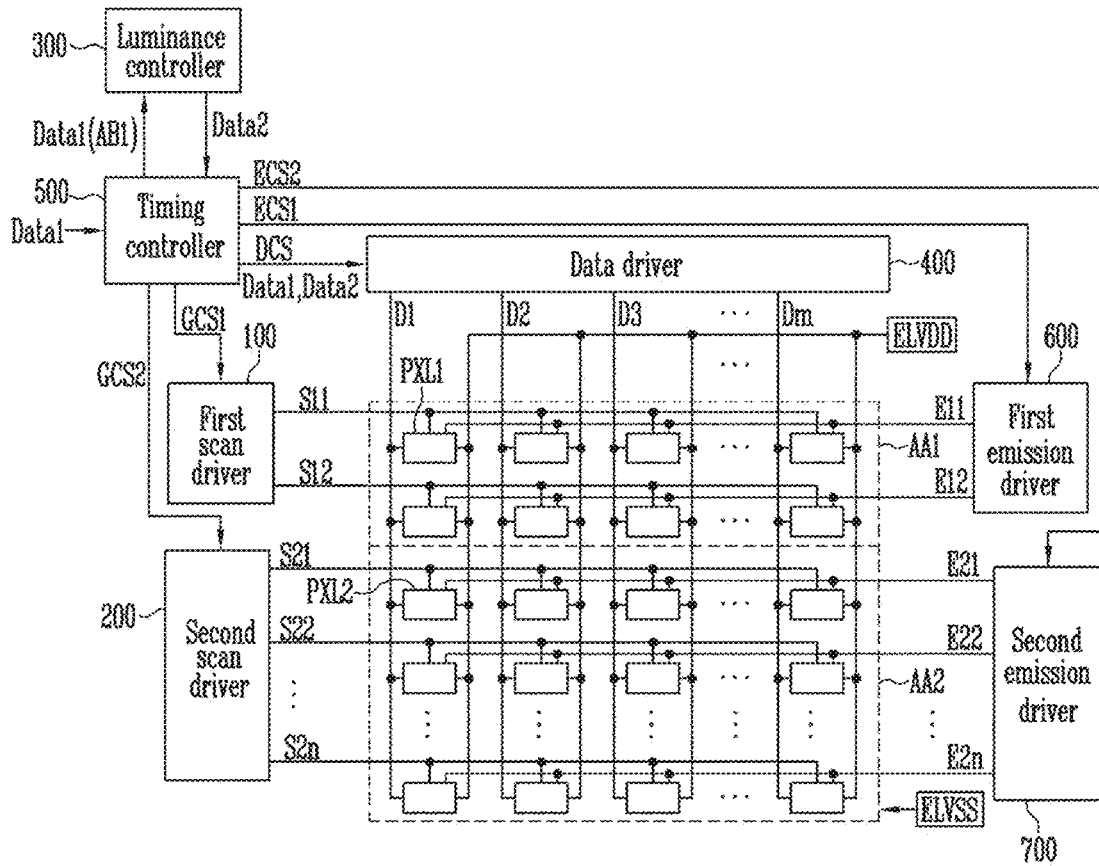 300
Luminance
controller
Data1(AB1)
Data2
500
Timing
controller
Data1
ECS2
ECS1
DCS
Data1,Data2
Data driver
400
GCS1
GCS2
100
First
scan
driver
D1
D2
D3
...
Dm
ELVDD
...
600
First
emission
driver
PXL1
S11
E11
...
AA1
S12
E12
...
200
Second
scan
driver
S21
E21
PXL2
...
S22
E22
...
AA2
Second
emission
driver
S2n
E2n
...
ELVSS
700